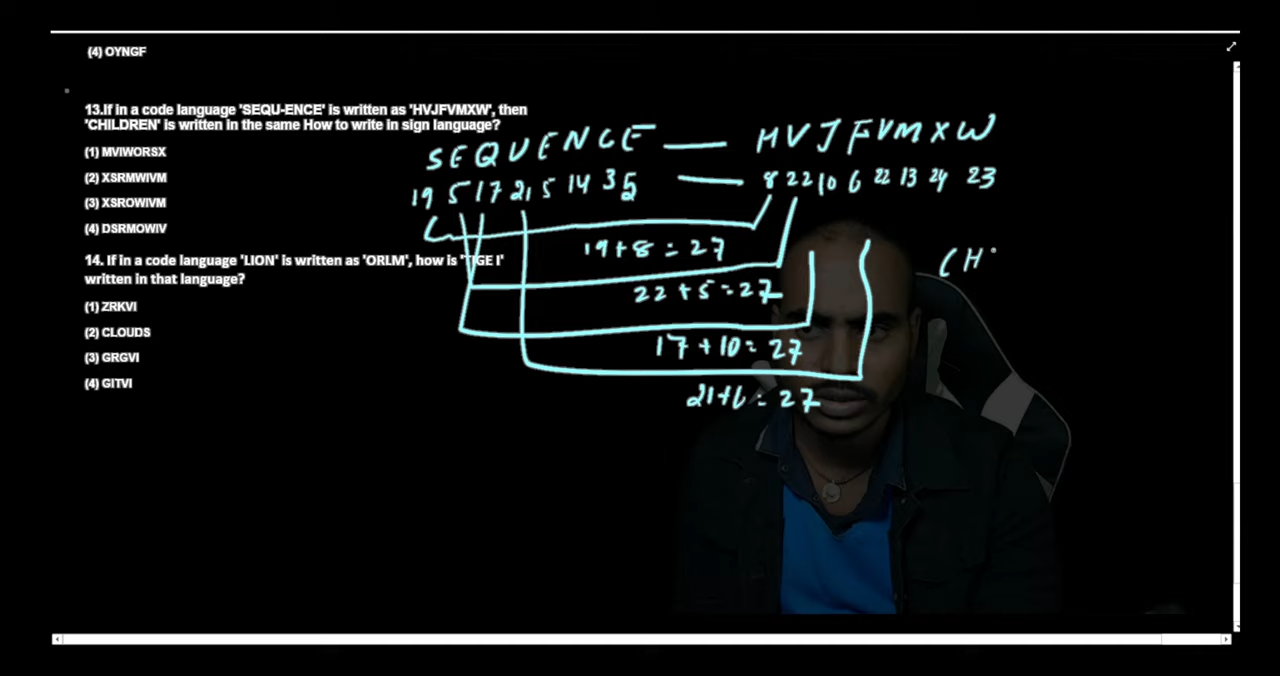 (4) OYNGF
13.If in a code language 'SEQU-ENCE' is written as 'HVJFVMXW', then
'CHILDREN' is written in the same How to write in sign language?
(1) MVIWORSX
(2) XSRMWIVM
(3) XSROWIVM
(4) DSRMOWIV
14. If in a code language 'LION' is written as 'ORLM', how is 'TIGE I'
written in that language?
(1) ZRKVI
(2) CLOUDS
(3) GRGVI
(4) GITVI
SEQUENCE — HVJFVMXW
19 5 17 21 5 14 3 5 — 8 22 10 6 22 13 24 23
19+8=27
22+5=27
17+10=27
21+6=27
CH